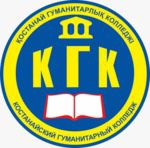 ҚОСТАНАЙ ГУМАНИТАРЛЫҚ КОЛЛЕДЖІ
КГК
КОСТАНАЙСКИЙ ГУМАНИТАРНЫЙ КОЛЛЕДЖ